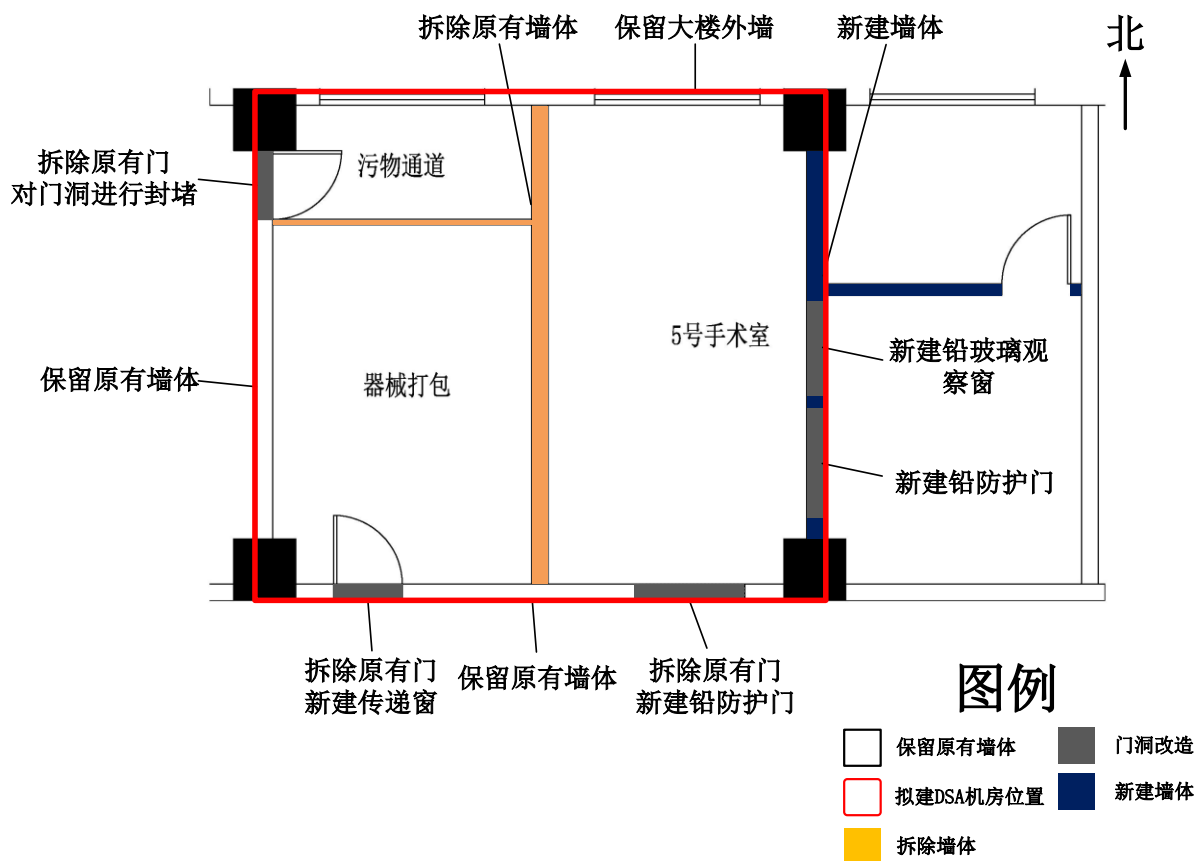 拆除原有墙体
保留大楼外墙
新建墙体
北
拆除原有门
对门洞进行封堵
污物通道
5号手术室
新建铅玻璃观
察窗
保留原有墙体
器械打包
新建铅防护门
拆除原有门
新建传递窗
保留原有墙体
拆除原有门
新建铅防护门
图例
保留原有墙体
门洞改造
拟建DSA机房位置
新建墙体
拆除墙体